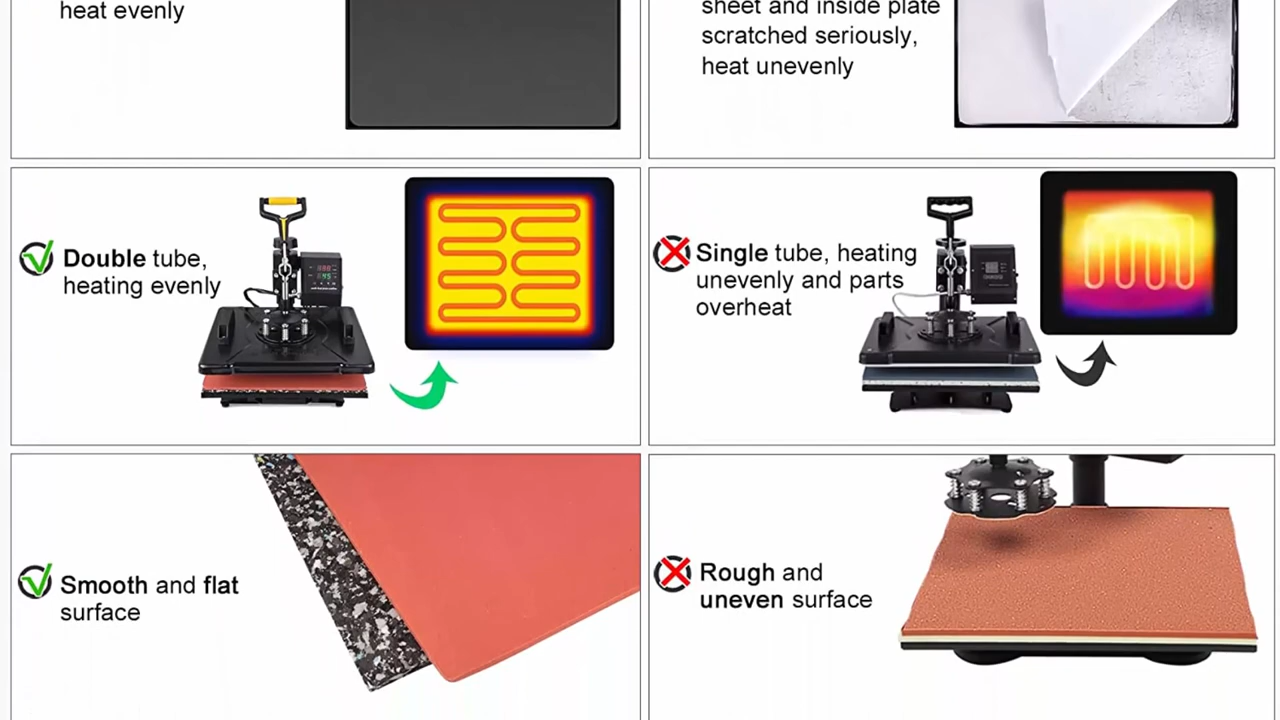 heat evenly
sheet and inside plate
scratched seriously,
heat unevenly
Double tube,
heating evenly
Single tube, heating
unevenly and parts
overheat
Smooth and flat
surface
Rough and
uneven surface